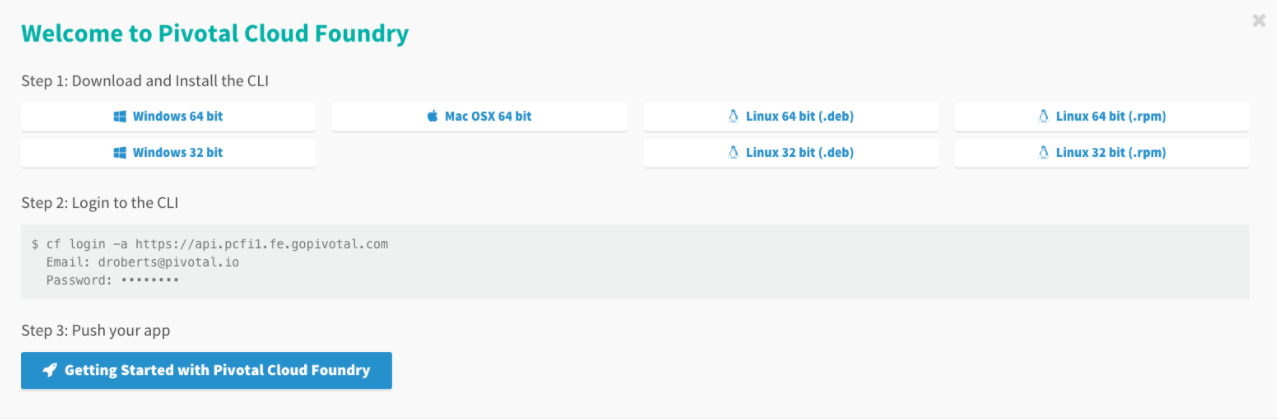 Welcome to Pivotal Cloud Foundry
Step 1: Download and Install the CLI
Windows 64 bit
Mac OSX 64 bit
Linux 64 bit (.deb)
Linux 64 bit (.rpm)
Windows 32 bit
Linux 32 bit (.deb)
Linux 32 bit (.rpm)
Step 2: Login to the CLI
$ cf login -a https://api.pcfi1.fe.gopivotal.com
Email: droberts@pivotal.io
Password: ••••••••
Step 3: Push your app
Getting Started with Pivotal Cloud Foundry